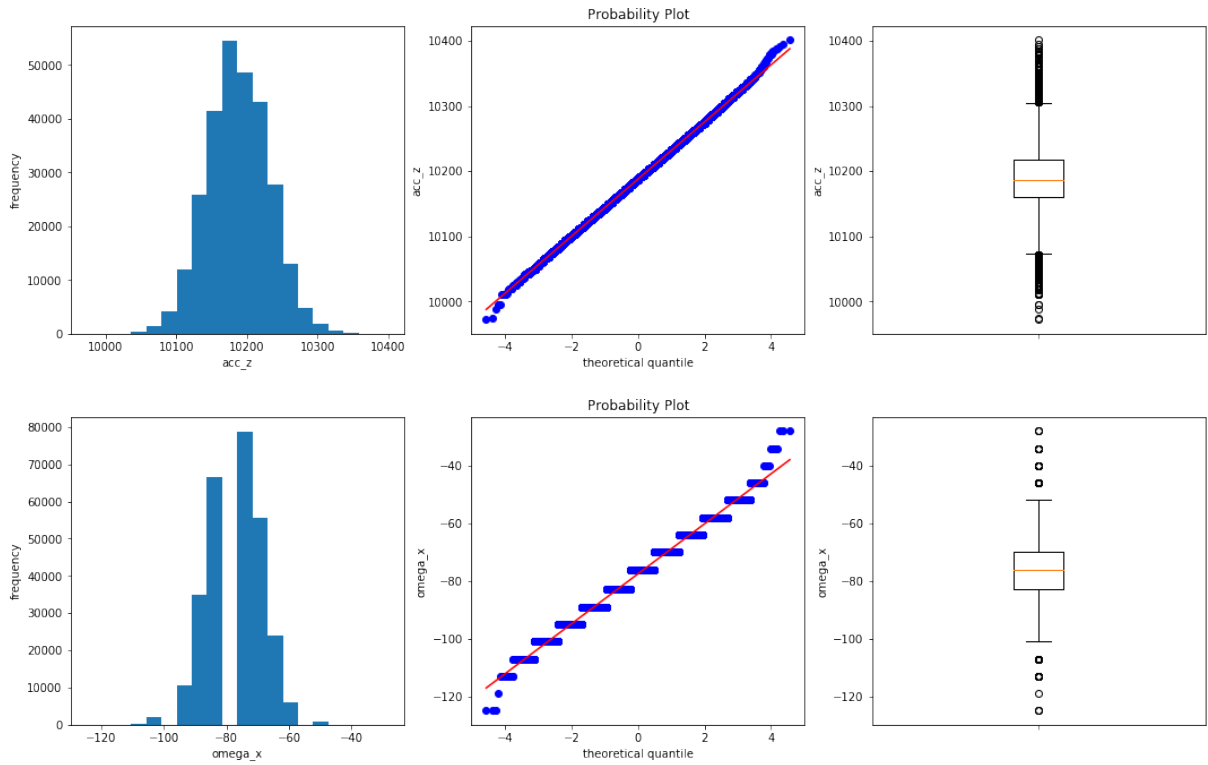 Probability Plot
50000
40000
30000
20000
10000
0
frequency
10000 10100 10200 10300 10400
acc_z
10400
10300
10200
10100
10000
acc_z
−4 −2 0 2 4
theoretical quantile
10400
10300
10200
10100
10000
acc_z
Probability Plot
80000
70000
60000
50000
40000
30000
20000
10000
0
frequency
−120 −100 −80 −60 −40
omega_x
−40
−60
−80
−100
−120
omega_x
−4 −2 0 2 4
theoretical quantile
−40
−60
−80
−100
−120
omega_x